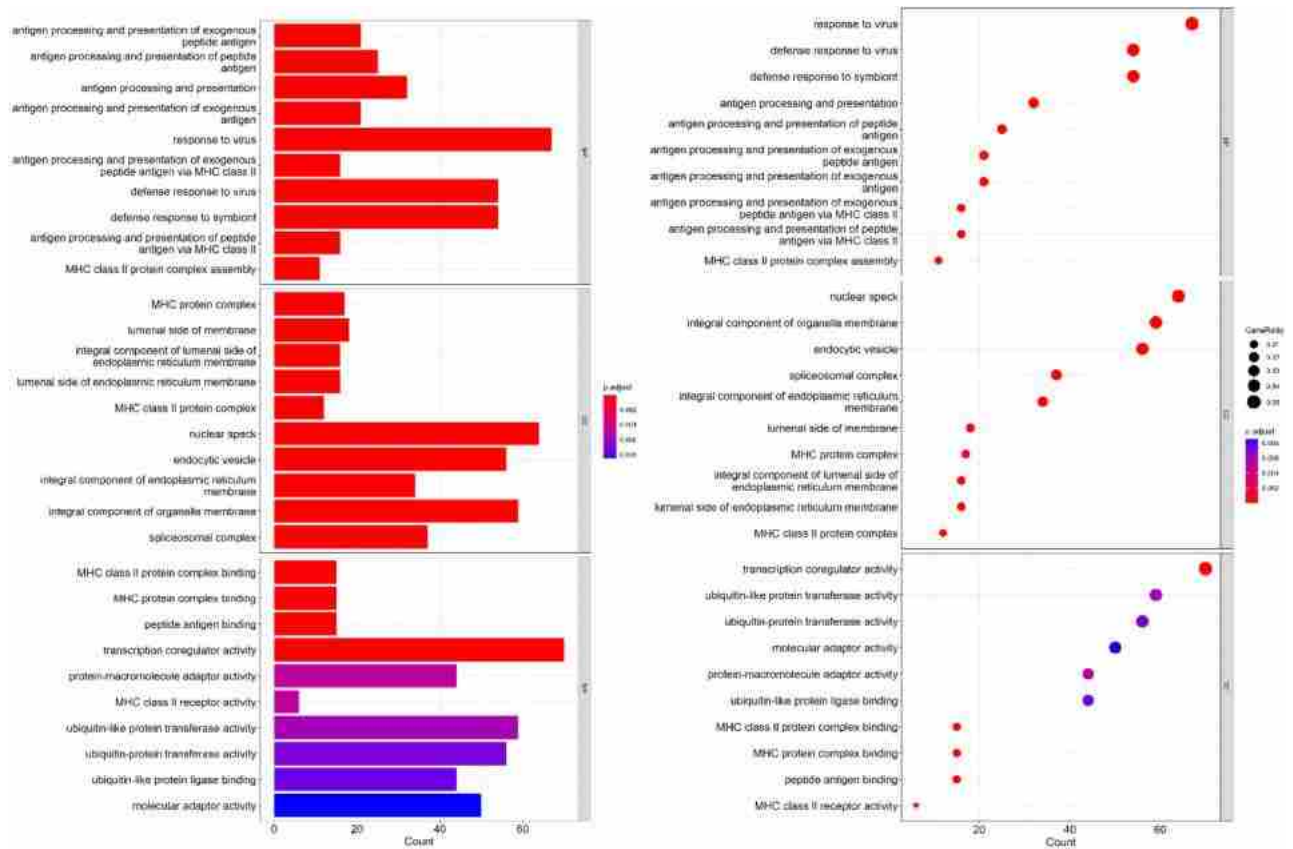 antigen processing and presentation of exogenous
peptide antigen
antigen processing and presentation of peptide
antigen
antigen processing and presentation
antigen processing and presentation of exogenous
antigen
response to virus
antigen processing and presentation of exogenous
peptide antigen via MHC class II
defense response to virus
defense response to symbiont
antigen processing and presentation of peptide
antigen via MHC class II
MHC class II protein complex assembly
MHC protein complex
lumenal side of membrane
integral component of lumenal side of
endoplasmic reticulum membrane
lumenal side of endoplasmic reticulum membrane
MHC class II protein complex
nuclear speck
endocytic vesicle
integral component of endoplasmic reticulum
membrane
integral component of organelle membrane
spliceosomal complex
MHC class II protein complex binding
MHC protein complex binding
peptide antigen binding
transcription coregulator activity
protein-macromolecule adaptor activity
MHC class II receptor activity
ubiquitin-like protein transferase activity
ubiquitin-protein transferase activity
ubiquitin-like protein ligase binding
molecular adaptor activity
0 20 40 60
Count
p.adjust
response to virus
defense response to virus
defense response to symbiont
antigen processing and presentation
antigen processing and presentation of peptide
antigen
antigen processing and presentation of exogenous
peptide antigen
antigen processing and presentation of exogenous
antigen
antigen processing and presentation of exogenous
peptide antigen via MHC class II
antigen processing and presentation of peptide
antigen via MHC class II
MHC class II protein complex assembly
nuclear speck
integral component of organelle membrane
endocytic vesicle
spliceosomal complex
integral component of endoplasmic reticulum
membrane
lumenal side of membrane
MHC protein complex
integral component of lumenal side of
endoplasmic reticulum membrane
lumenal side of endoplasmic reticulum membrane
MHC class II protein complex
transcription coregulator activity
ubiquitin-like protein transferase activity
ubiquitin-protein transferase activity
molecular adaptor activity
protein-macromolecule adaptor activity
ubiquitin-like protein ligase binding
MHC class II protein complex binding
MHC protein complex binding
peptide antigen binding
MHC class II receptor activity
20 40 60
Count
GeneRatio
p.adjust